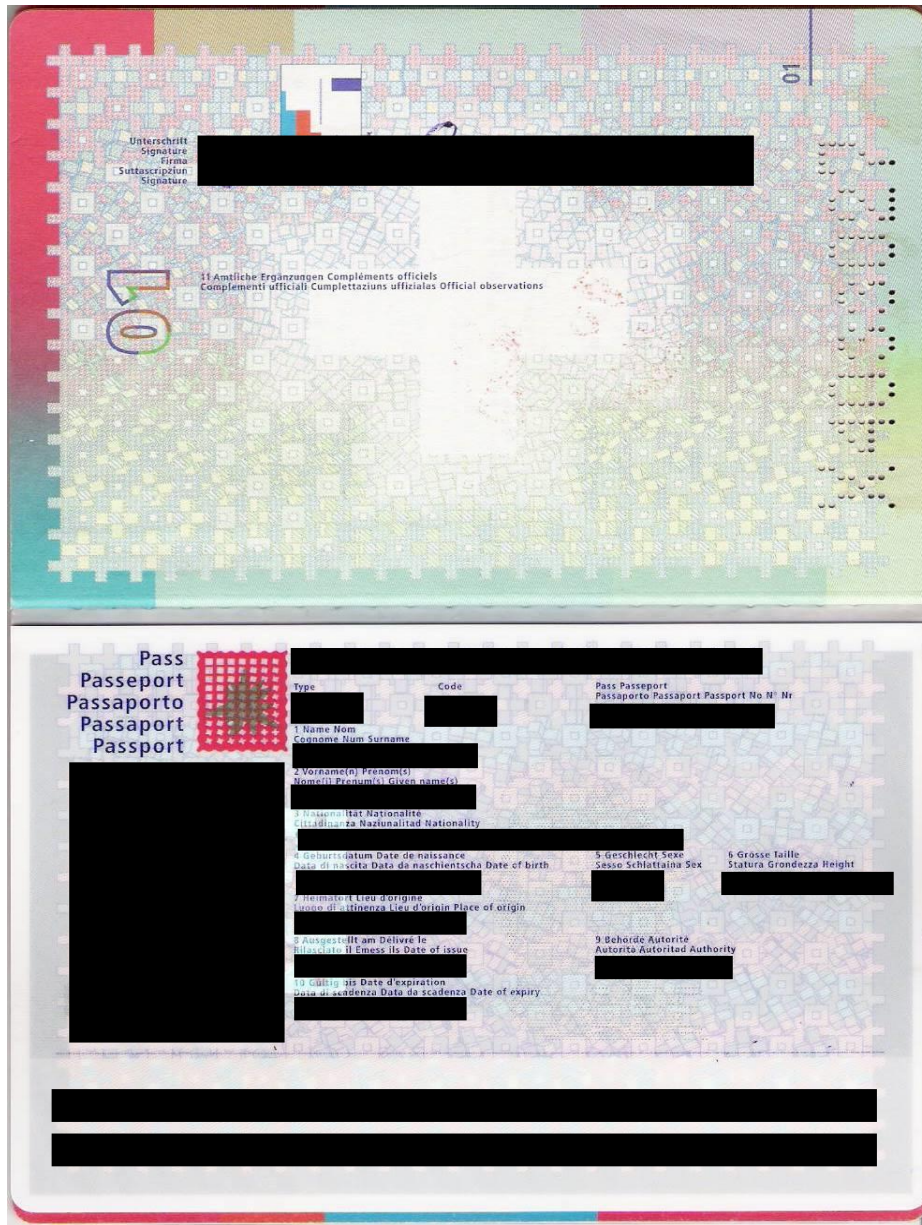 01
Unterschrift
Signature
Firma
Suttascripziun
Signature
01
11 Amtliche Ergänzungen Compléments officiels
Complementi ufficiali Cumplettaziuns uffizialas Official observations
Pass
Passeport
Passaporto
Passaport
Passport
Type Code Pass Passeport
Passaporto Passaport Passport No N° Nr
1 Name Nom
Cognome Num Surname
2 Vorname(n) Prénom(s)
Nome(i) Prenum(s) Given name(s)
3 Nationalität Nationalité
Cittadinanza Naziunalitad Nationality
4 Geburtsdatum Date de naissance
Data di nascita Data da naschientscha Date of birth
5 Geschlecht Sexe
Sesso Schlattaina Sex
6 Grösse Taille
Statura Grondezza Height
7 Heimatort Lieu d'origine
Luogo di attinenza Lieu d'origin Place of origin
8 Ausgestellt am Délivré le
Rilasciato il Emess ils Date of issue
9 Behörde Autorité
Autorità Autoritad Authority
10 Gültig bis Date d'expiration
Data di scadenza Data da scadenza Date of expiry